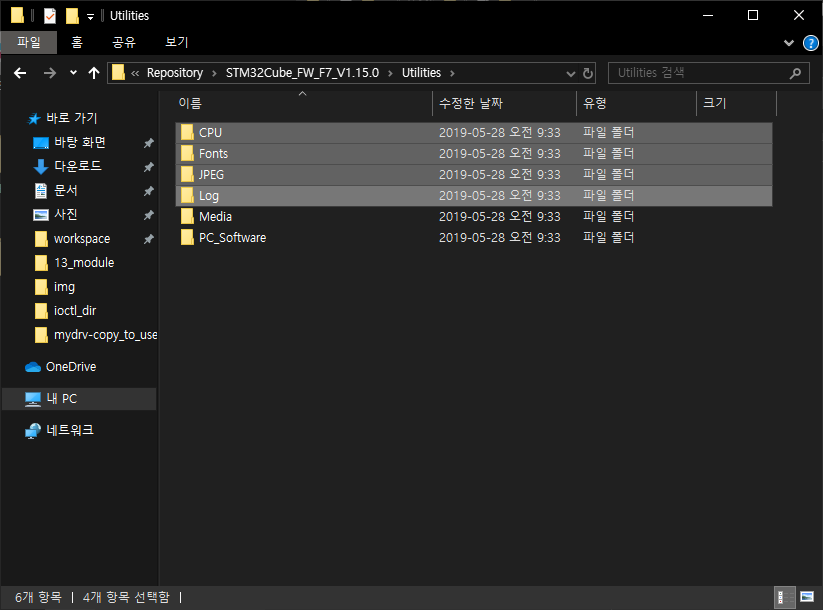 Utilities
파일 홈 공유 보기
« Repository › STM32Cube_FW_F7_V1.15.0 › Utilities ›
Utilities 검색
바로 가기
바탕 화면
다운로드
문서
사진
workspace
13_module
img
ioctl_dir
mydrv-copy_to_use
OneDrive
내 PC
네트워크
이름 수정한 날짜 유형 크기
CPU 2019-05-28 오전 9:33 파일 폴더
Fonts 2019-05-28 오전 9:33 파일 폴더
JPEG 2019-05-28 오전 9:33 파일 폴더
Log 2019-05-28 오전 9:33 파일 폴더
Media 2019-05-28 오전 9:33 파일 폴더
PC_Software 2019-05-28 오전 9:33 파일 폴더
6개 항목 | 4개 항목 선택함 |